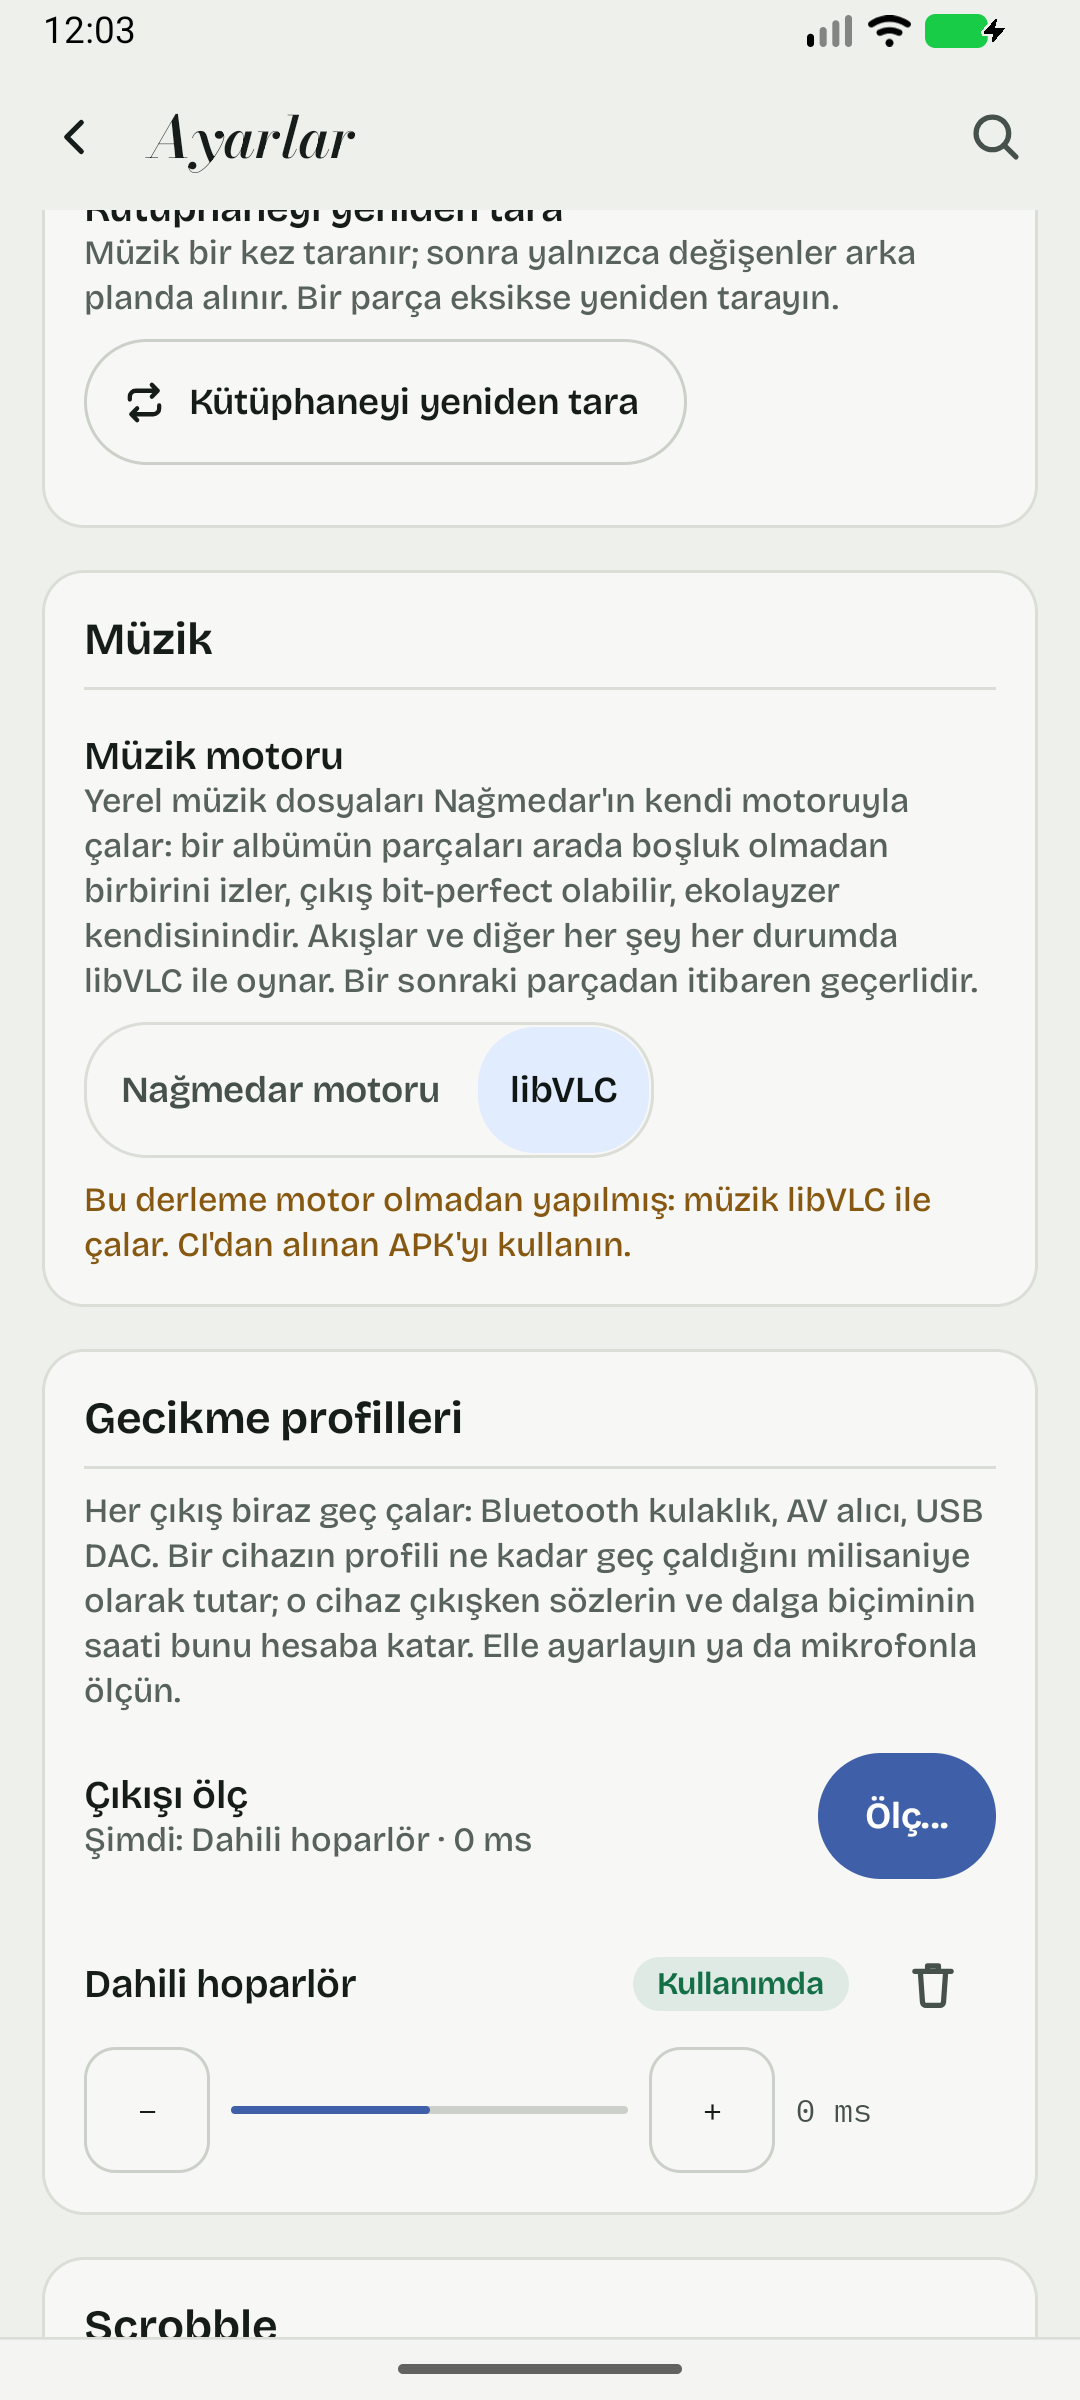 12:03
Ayarlar
Kütüphaneyi yeniden tara
Müzik bir kez taranır; sonra yalnızca değişenler arka
planda alınır. Bir parça eksikse yeniden tarayın.
Kütüphaneyi yeniden tara
Müzik
Müzik motoru
Yerel müzik dosyaları Nağmedar'ın kendi motoruyla
çalar: bir albümün parçaları arada boşluk olmadan
birbirini izler, çıkış bit-perfect olabilir, ekolayzer
kendisinindir. Akışlar ve diğer her şey her durumda
libVLC ile oynar. Bir sonraki parçadan itibaren geçerlidir.
Nağmedar motoru libVLC
Bu derleme motor olmadan yapılmış: müzik libVLC ile
çalar. CI'dan alınan APK'yı kullanın.
Gecikme profilleri
Her çıkış biraz geç çalar: Bluetooth kulaklık, AV alıcı, USB
DAC. Bir cihazın profili ne kadar geç çaldığını milisaniye
olarak tutar; o cihaz çıkışken sözlerin ve dalga biçiminin
saati bunu hesaba katar. Elle ayarlayın ya da mikrofonla
ölçün.
Çıkışı ölç
Şimdi: Dahili hoparlör · 0 ms
Ölç...
Dahili hoparlör Kullanımda
− + 0 ms
Scrobble